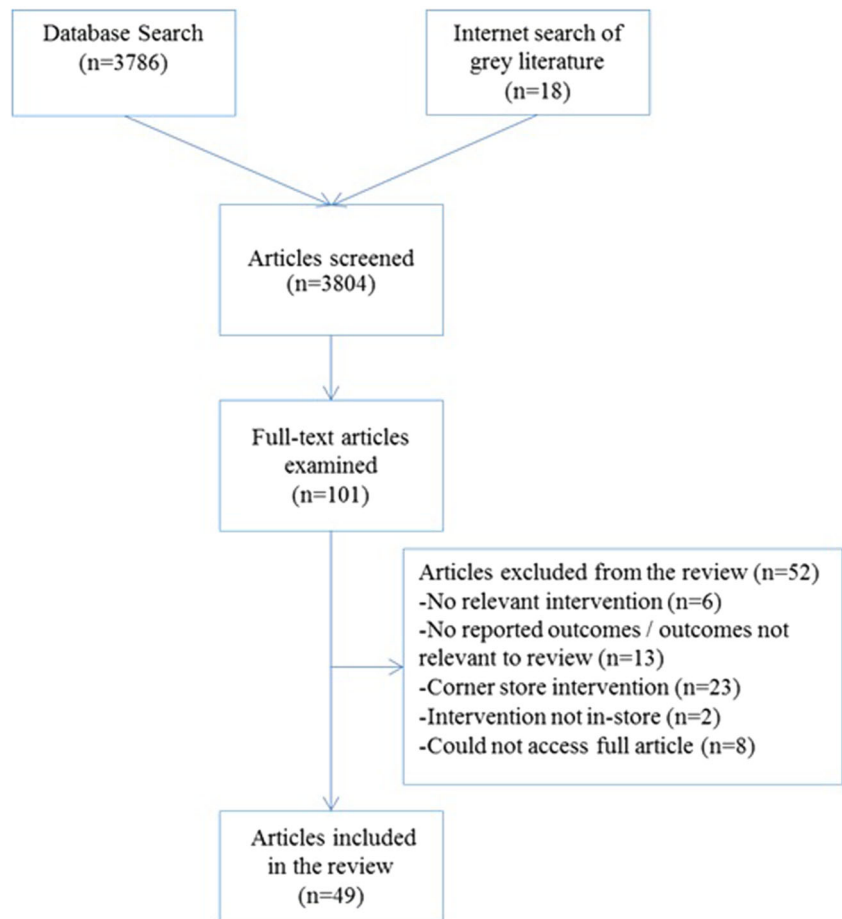 Database Search
(n=3786)
Internet search of
grey literature
(n=18)
Articles screened
(n=3804)
Full-text articles
examined
(n=101)
Articles excluded from the review (n=52)
-No relevant intervention (n=6)
-No reported outcomes / outcomes not
relevant to review (n=13)
-Corner store intervention (n=23)
-Intervention not in-store (n=2)
-Could not access full article (n=8)
Articles included
in the review
(n=49)